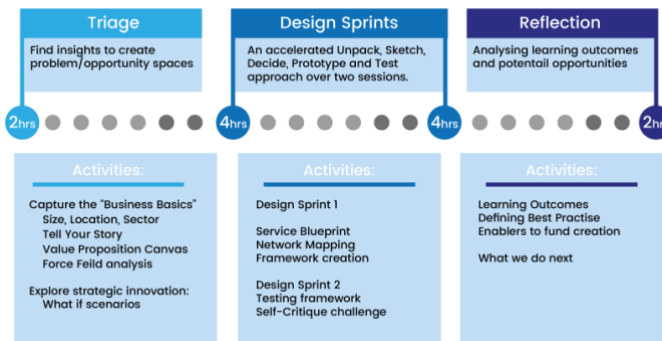 Triage
Find insights to create
problem/opportunity spaces
Design Sprints
An accelerated Unpack, Sketch,
Decide, Prototype and Test
approach over two sessions.
Reflection
Analysing learning outcomes
and potentail opportunities
2hrs
4hrs
4hrs
2hrs
Activities:
Capture the "Business Basics"
Size, Location, Sector
Tell Your Story
Value Proposition Canvas
Force Feild analysis
Explore strategic innovation:
What if scenarios
Activities:
Design Sprint 1
Service Blueprint
Network Mapping
Framework creation
Design Sprint 2
Testing framework
Self-Critique challenge
Activities:
Learning Outcomes
Defining Best Practise
Enablers to fund creation
What we do next